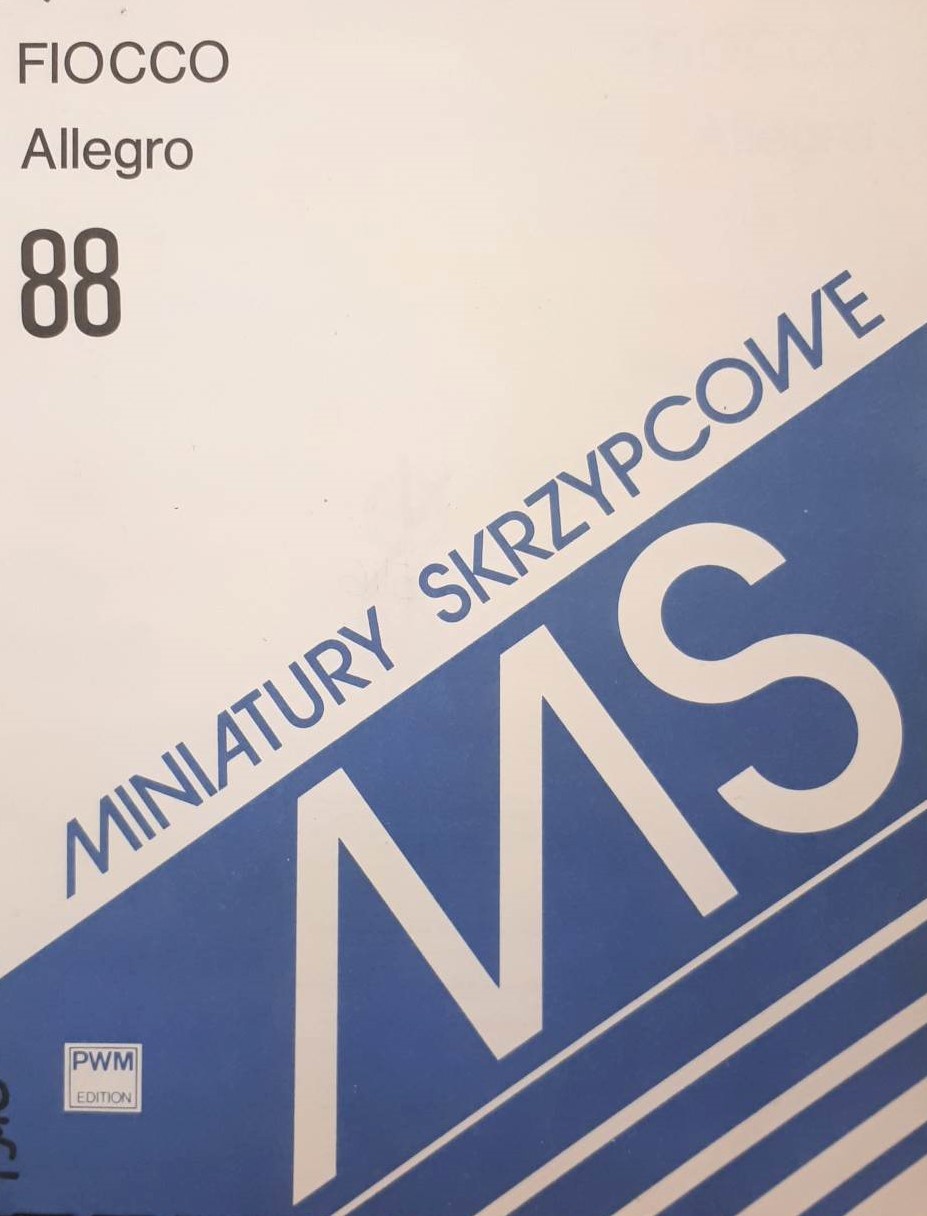 FIOCCO
Allegro
88
MINIATURY SKRZYPCOWE
MS
PWM
EDITION